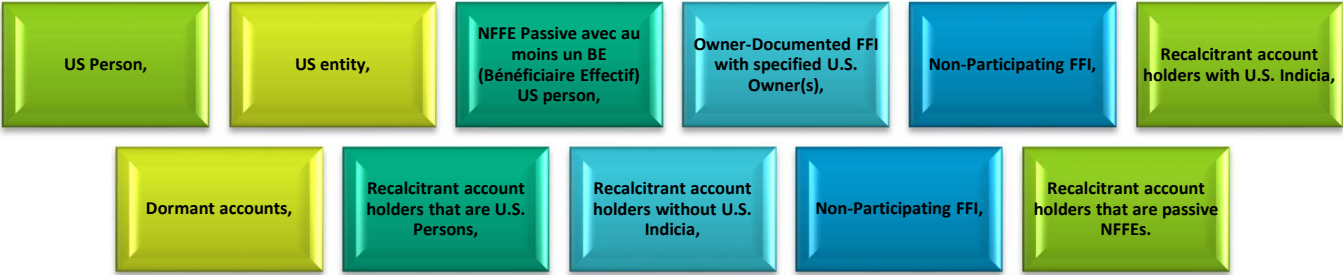 US Person,
US entity,
NFFE Passive avec au
moins un BE
(Bénéficiaire Effectif)
US person,
Owner-Documented FFI
with specified U.S.
Owner(s),
Non-Participating FFI,
Recalcitrant account
holders with U.S. Indicia,
Dormant accounts,
Recalcitrant account
holders that are U.S.
Persons,
Recalcitrant account
holders without U.S.
Indicia,
Non-Participating FFI,
Recalcitrant account
holders that are passive
NFFEs.